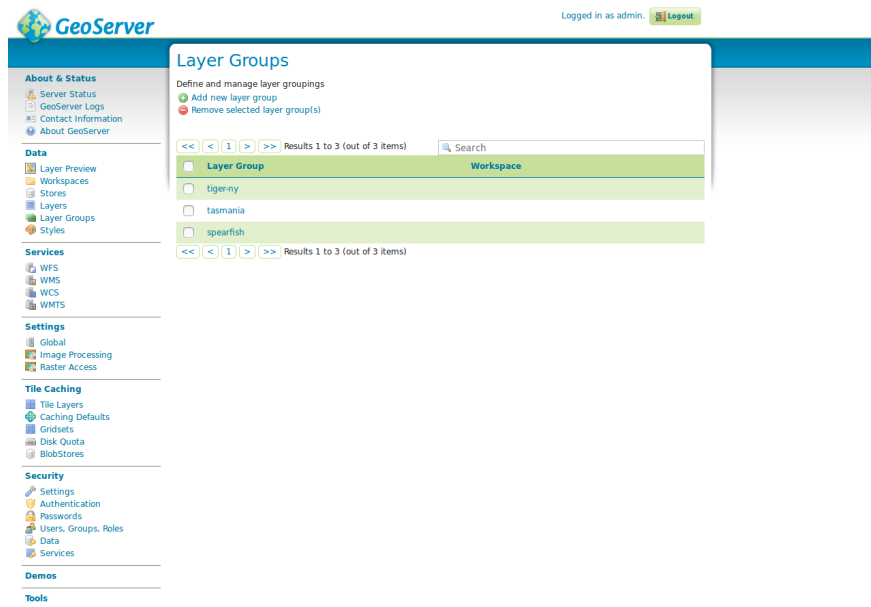 GeoServer
Logged in as admin. Logout
About & Status
Server Status
GeoServer Logs
Contact Information
About GeoServer
Data
Layer Preview
Workspaces
Stores
Layers
Layer Groups
Styles
Services
WFS
WMS
WCS
WMTS
Settings
Global
Image Processing
Raster Access
Tile Caching
Tile Layers
Caching Defaults
Gridsets
Disk Quota
BlobStores
Security
Settings
Authentication
Passwords
Users, Groups, Roles
Data
Services
Demos
Tools
Layer Groups
Define and manage layer groupings
Add new layer group
Remove selected layer group(s)
<< < 1 > >> Results 1 to 3 (out of 3 items) Search
Layer Group Workspace
tiger-ny
tasmania
spearfish
<< < 1 > >> Results 1 to 3 (out of 3 items)